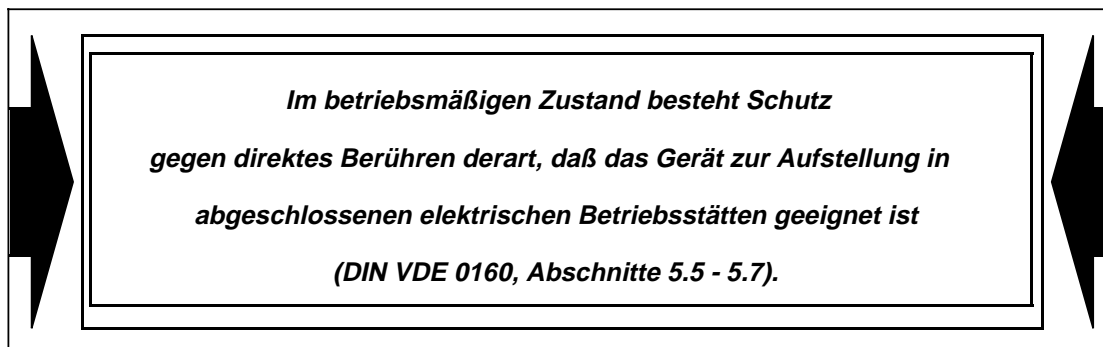 Im betriebsmäßigen Zustand besteht Schutz
gegen direktes Berühren derart, daß das Gerät zur Aufstellung in
abgeschlossenen elektrischen Betriebsstätten geeignet ist
(DIN VDE 0160, Abschnitte 5.5 - 5.7).